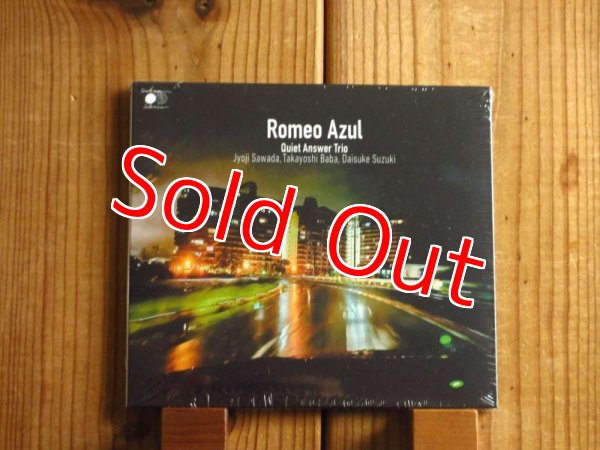 Romeo Azul
Quiet Answer Trio
Jyoji Sawada, Takayoshi Baba, Daisuke Suzuki
Sold Out